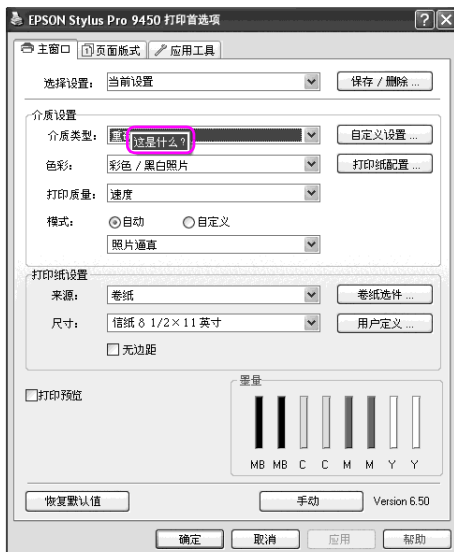 EPSON Stylus Pro 9450 打印首选项
主窗口 页面版式 应用工具
选择设置: 当前设置 保存 / 删除 ...
介质设置
介质类型: 重 这是什么? 自定义设置 ...
色彩: 彩色 / 黑白照片 打印纸配置 ...
打印质量: 速度
模式: 自动 自定义
照片逼真
打印纸设置
来源: 卷纸 卷纸选件 ...
尺寸: 信纸 8 1/2×11 英寸 用户定义 ...
无边距
打印预览
墨量
MB MB C C M M Y Y
恢复默认值 手动 Version 6.50
确定 取消 应用 帮助